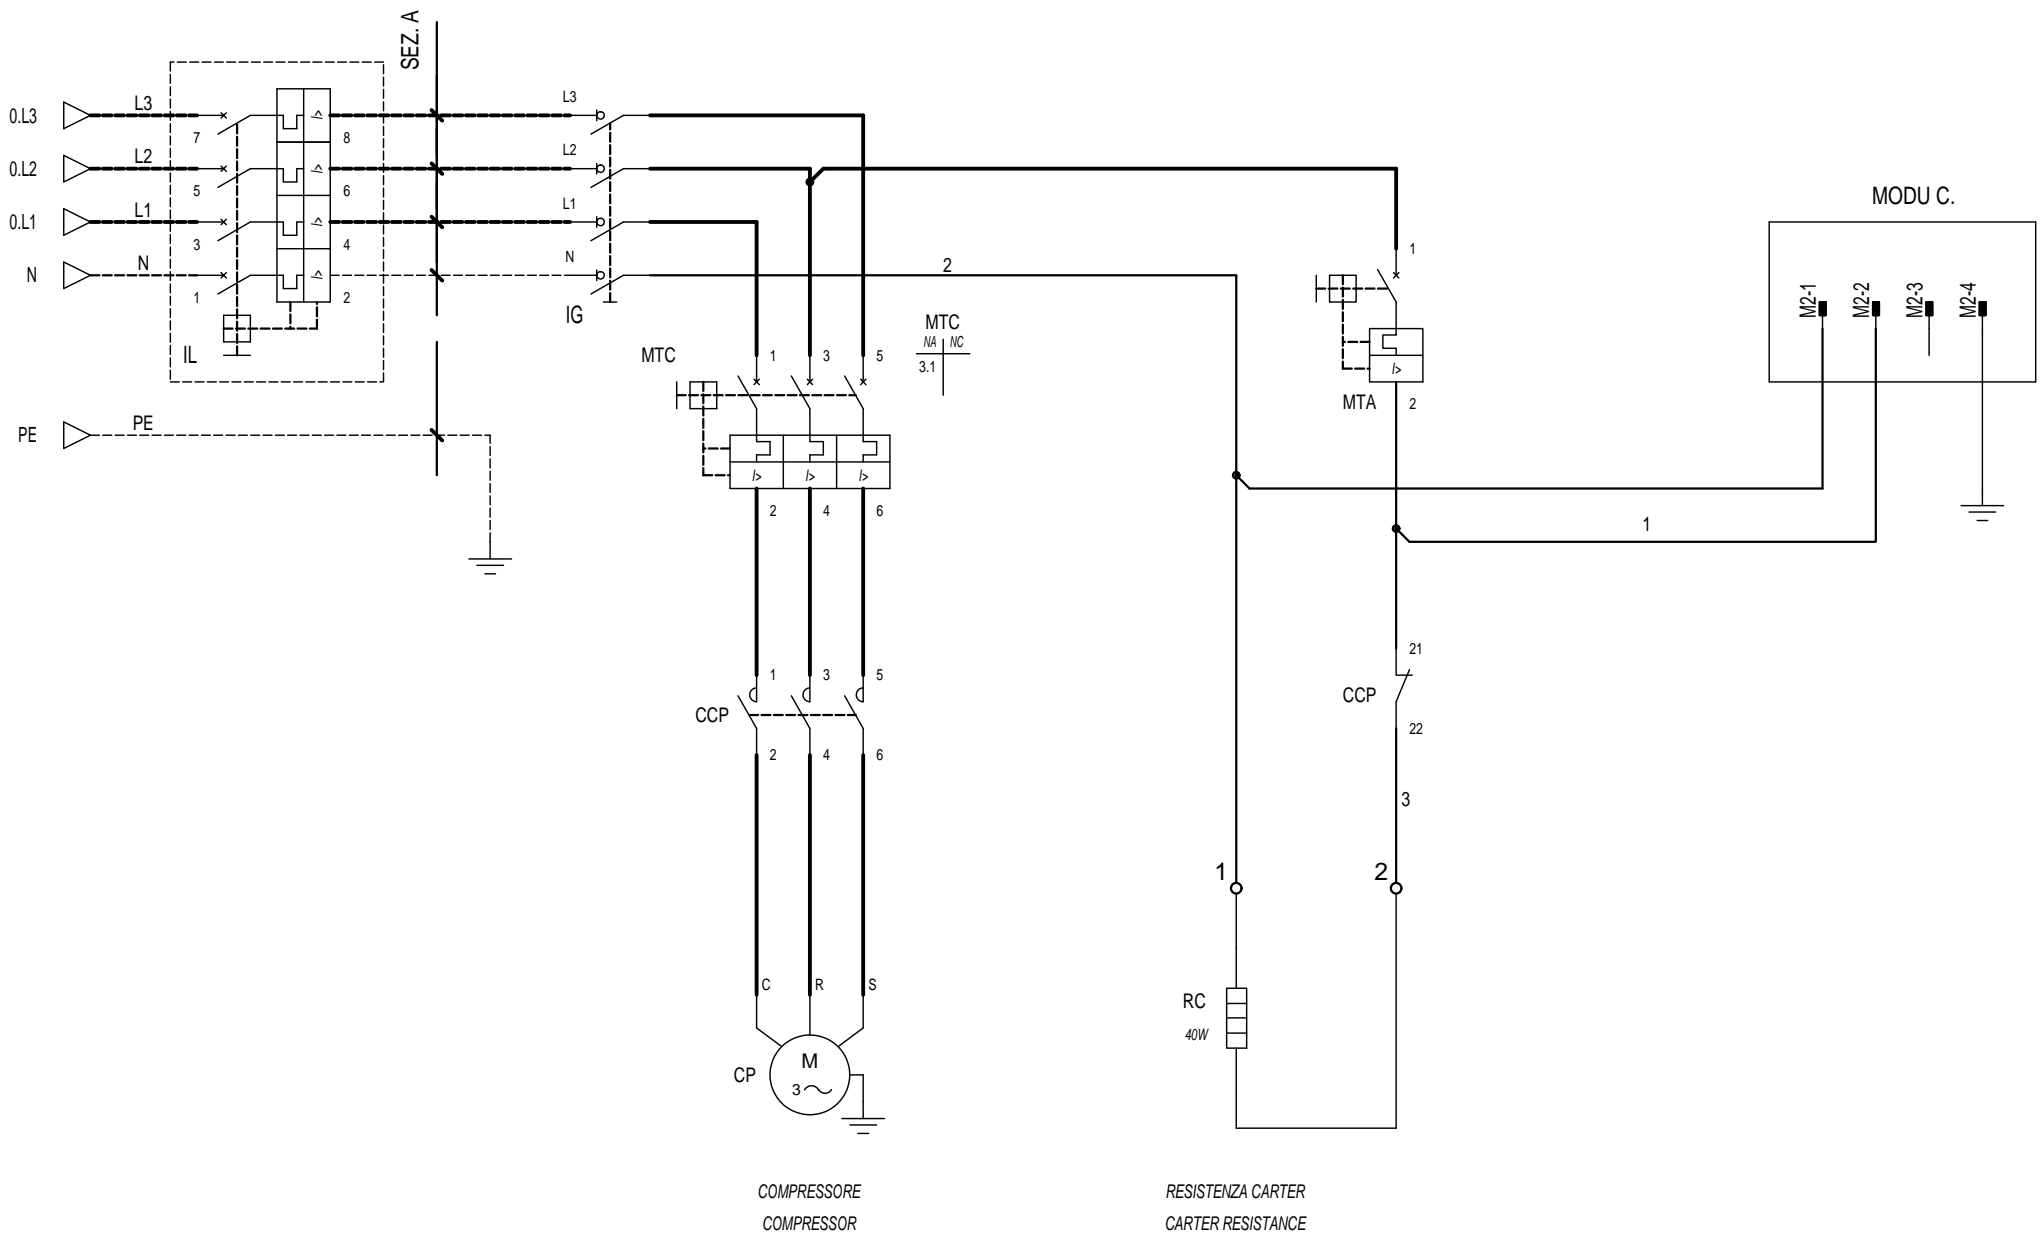 SEZ. A
0.L3
L3
7
8
L3
0.L2
L2
5
6
L2
0.L1
L1
3
4
L1
N
N
1
2
N
2
IL
IG
PE
PE
MTC
1
3
5
I>
I>
I>
2
4
6
MTC
NA
NC
3.1
1
I>
MTA
2
MODU C.
M2-1
M2-2
M2-3
M2-4
1
CCP
1
3
5
2
4
6
21
CCP
22
3
1
2
C
R
S
CP
M
3
RC
40W
COMPRESSORE
COMPRESSOR
RESISTENZA CARTER
CARTER RESISTANCE